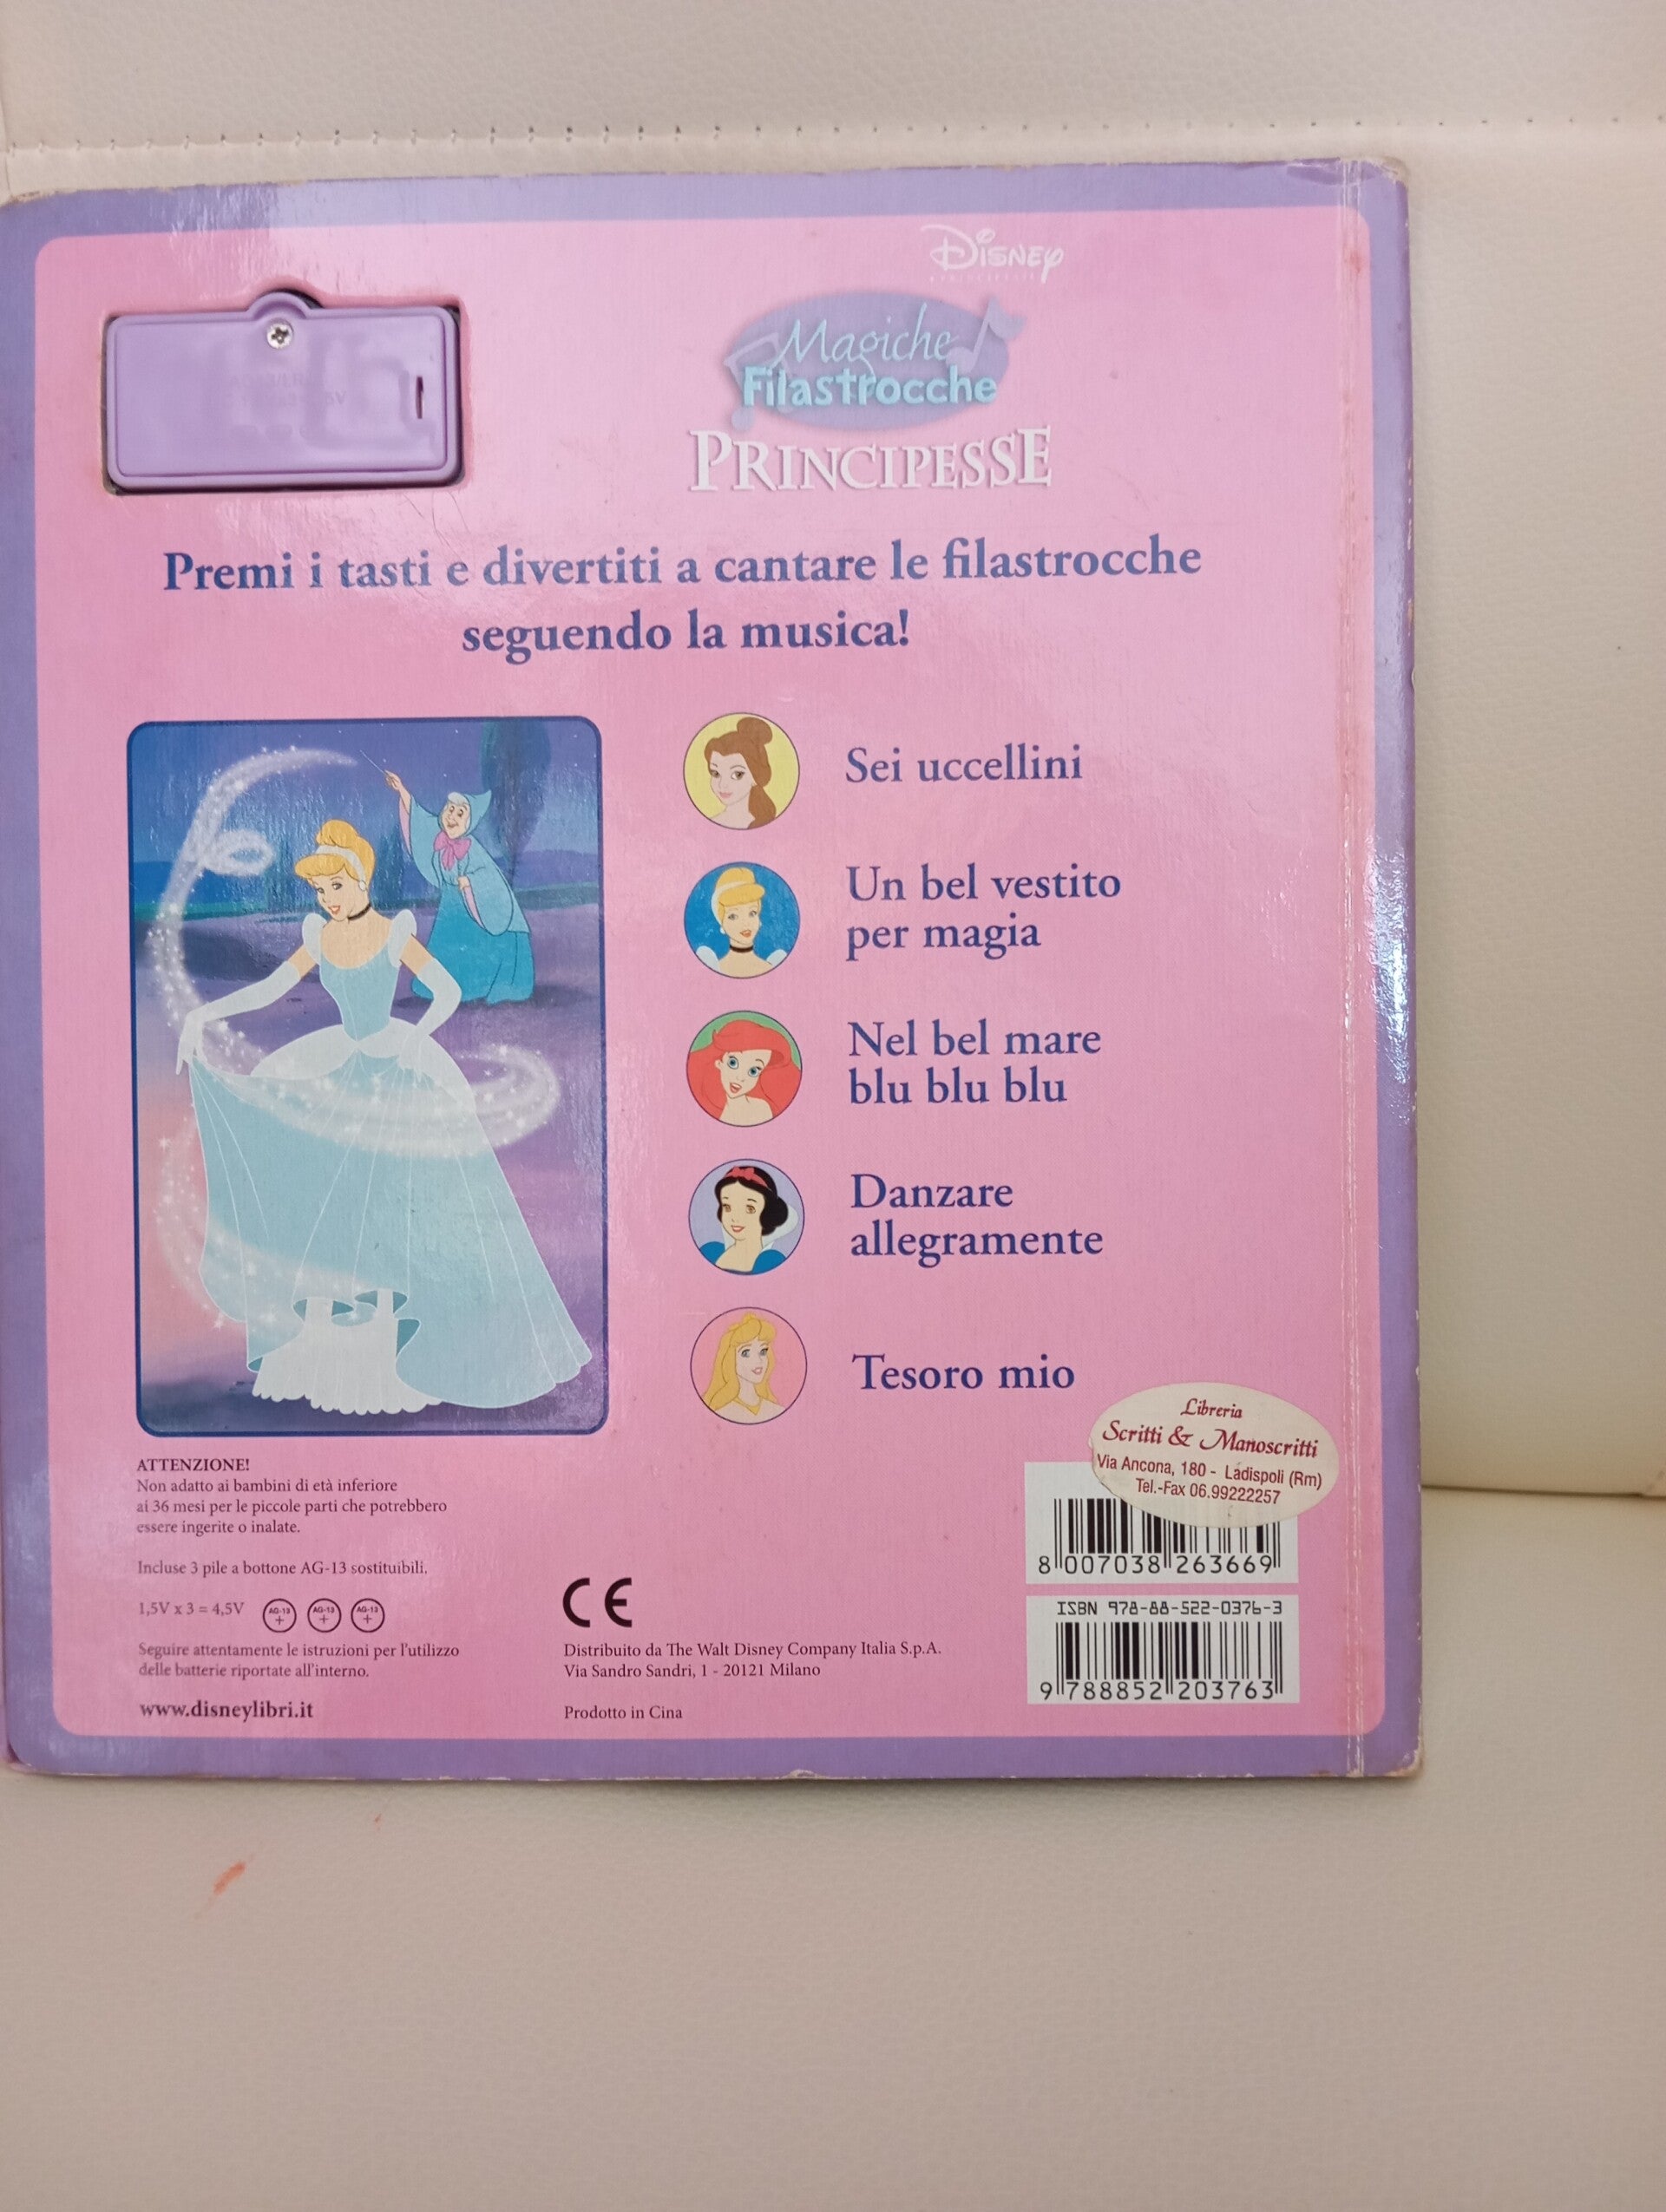 Disney
Magiche
Filastrocche
PRINCIPESSE
Premi i tasti e divertiti a cantare le filastrocche
seguendo la musica!
Sei uccellini
Un bel vestito
per magia
Nel bel mare
blu blu blu
Danzare
allegramente
Tesoro mio
Libreria
Scritti & Manoscritti
Via Ancona, 180 - Ladispoli (Rm)
Tel.-Fax 06.99222257
8 007038 263669
ISBN 978-88-522-0376-3
9 788852 203763
ATTENZIONE!
Non adatto ai bambini di età inferiore
ai 36 mesi per le piccole parti che potrebbero
essere ingerite o inalate.
Incluse 3 pile a bottone AG-13 sostituibili.
1,5V x 3 = 4,5V
AG-13 + AG-13 + AG-13 +
Seguire attentamente le istruzioni per l'utilizzo
delle batterie riportate all'interno.
www.disneylibri.it
CE
Distribuito da The Walt Disney Company Italia S.p.A.
Via Sandro Sandri, 1 - 20121 Milano
Prodotto in Cina